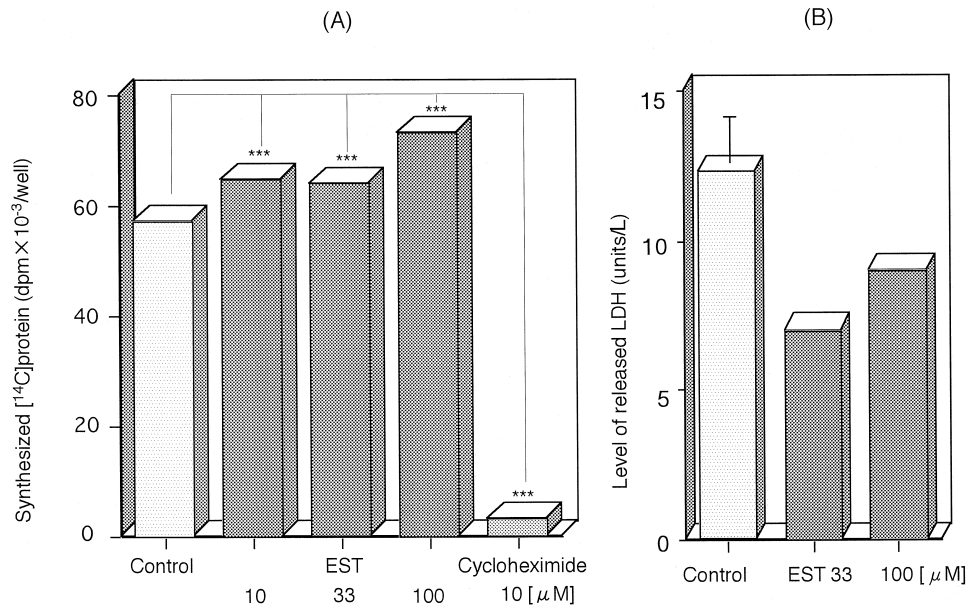 (A)
Synthesized [¹⁴C]protein (dpm × 10⁻³/well)
80
60
40
20
0
***
***
***
***
Control EST Cycloheximide
10 33 100 10 [ μM]
(B)
Level of released LDH (units/L)
15
10
5
0
Control EST 33 100 [ μM]